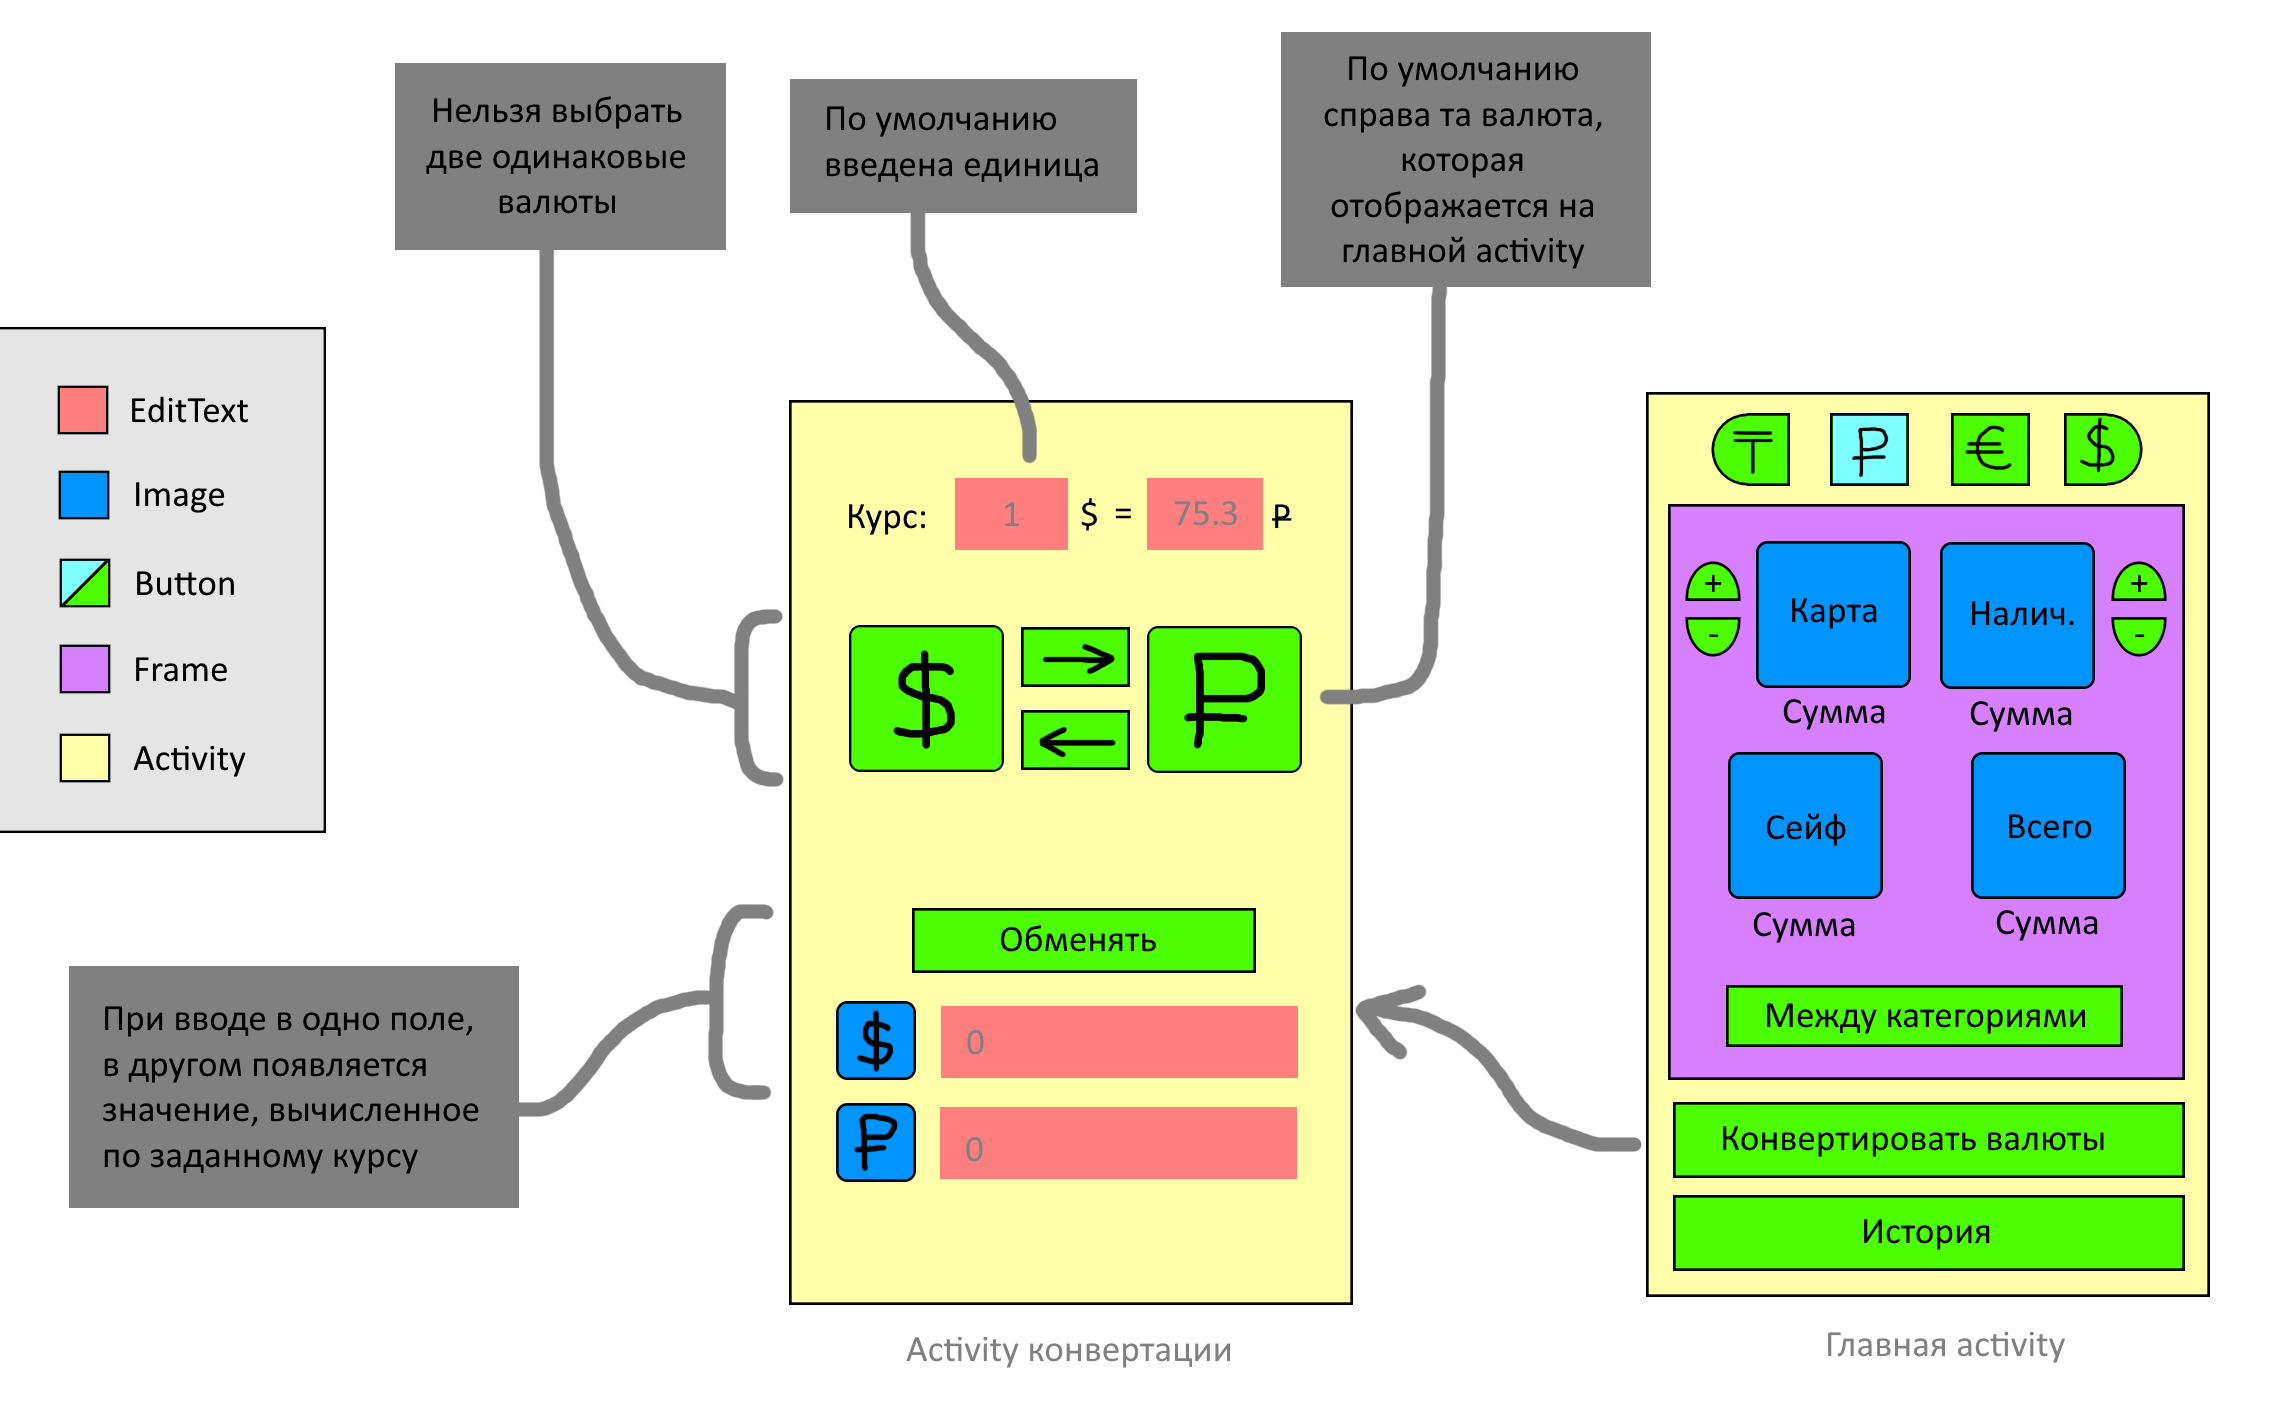 Нельзя выбрать
две одинаковые
валюты
По умолчанию
введена единица
По умолчанию
справа та валюта,
которая
отображается на
главной activity
EditText
Image
Button
Frame
Activity
Курс: 1 $ = 75.3 ₽
$ → ₽
←
Обменять
$ 0
₽ 0
При вводе в одно поле,
в другом появляется
значение, вычисленное
по заданному курсу
Activity конвертации
₸ ₽ € $
+ Карта Налич. +
- -
Сумма Сумма
Сейф Всего
Сумма Сумма
Между категориями
Конвертировать валюты
История
Главная activity